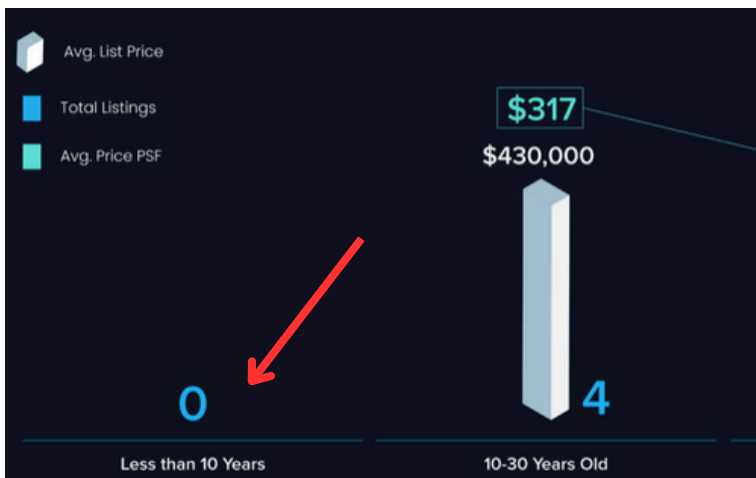 Avg. List Price
Total Listings
Avg. Price PSF
$317
$430,000
0
4
Less than 10 Years
10-30 Years Old